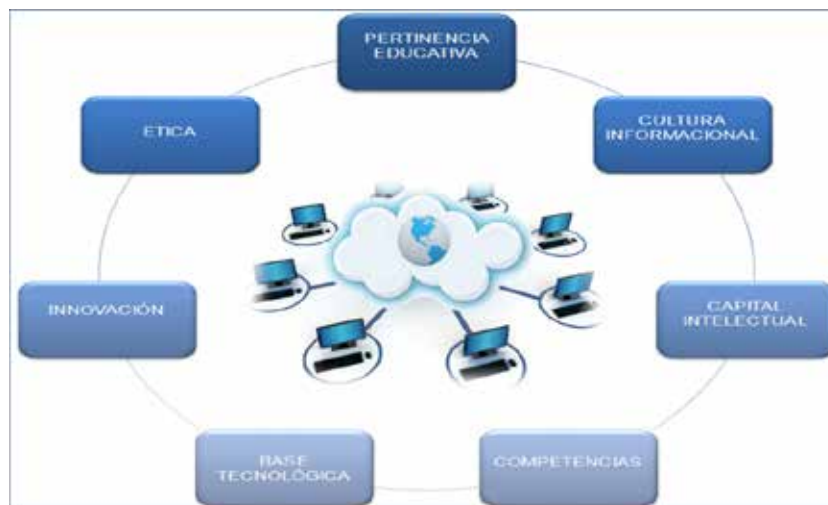 PERTINENCIA
EDUCATIVA
ETICA
CULTURA
INFORMACIONAL
INNOVACIÓN
CAPITAL
INTELECTUAL
BASE
TECNOLÓGICA
COMPETENCIAS